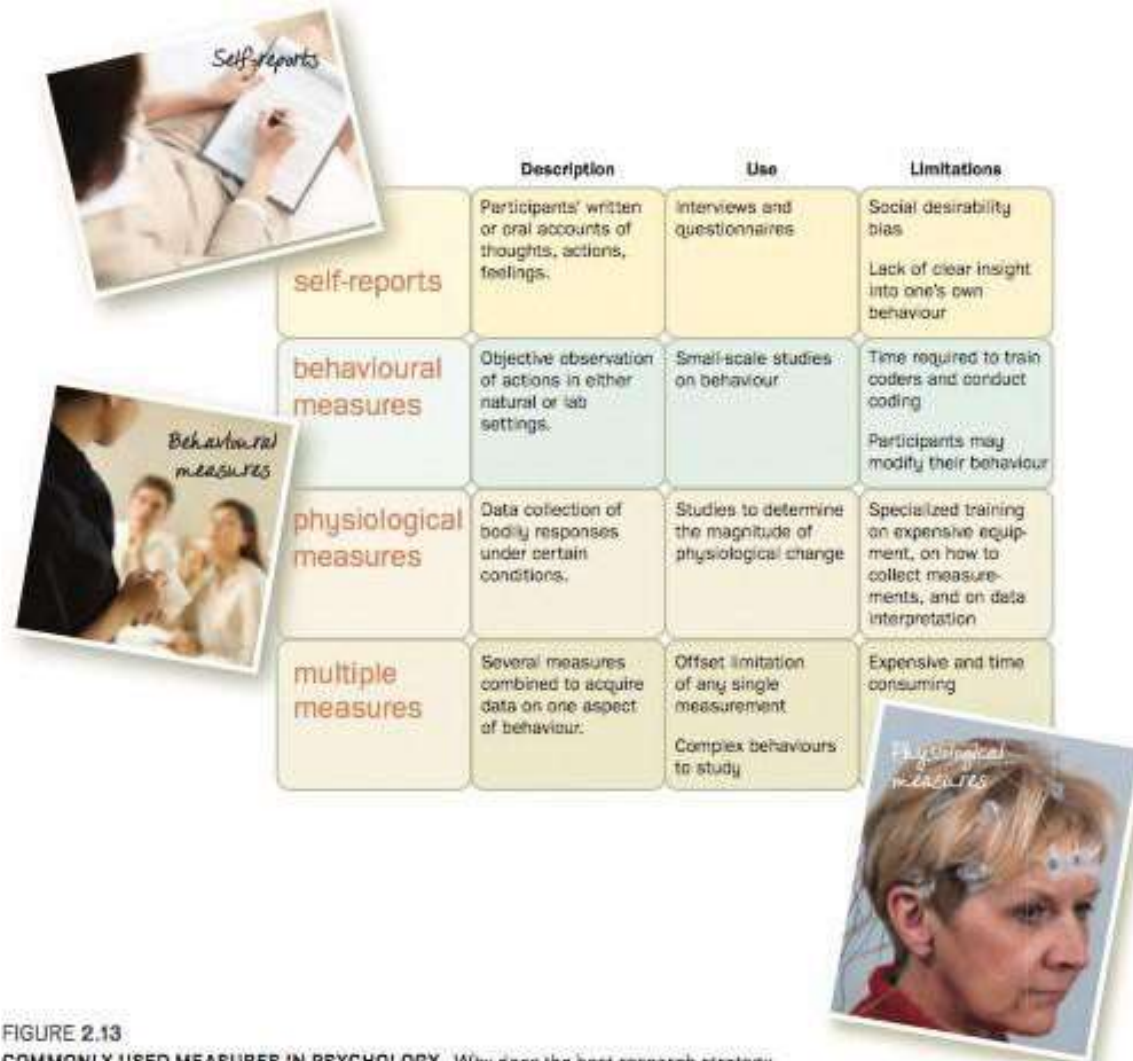 Self-reports
Description
Use
Limitations
self-reports
Participants' written
or oral accounts of
thoughts, actions,
feelings.
Interviews and
questionnaires
Social desirability
bias
Lack of clear insight
into one's own
behaviour
Behavioural
measures
behavioural
measures
Objective observation
of actions in either
natural or lab
settings.
Small-scale studies
on behaviour
Time required to train
coders and conduct
coding
Participants may
modify their behaviour
physiological
measures
Data collection of
bodily responses
under certain
conditions.
Studies to determine
the magnitude of
physiological change
Specialized training
on expensive equip-
ment, on how to
collect measure-
ments, and on data
interpretation
multiple
measures
Several measures
combined to acquire
data on one aspect
of behaviour.
Offset limitation
of any single
measurement
Complex behaviours
to study
Expensive and time
consuming
Physiological
measures
FIGURE 2.13
COMMONLY USED MEASURES IN PSYCHOLOGY Why does the best research strategy